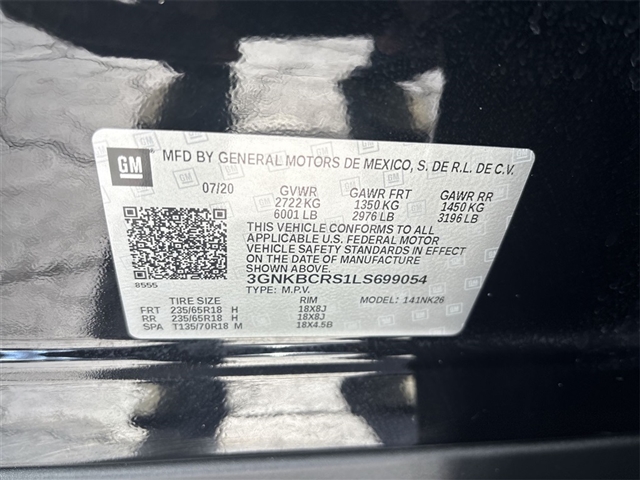 GM MFD BY GENERAL MOTORS DE MEXICO, S. DE R.L. DE C.V.
07/20 GVWR GAWR FRT GAWR RR
2722 KG 1350 KG 1450 KG
6001 LB 2976 LB 3196 LB
THIS VEHICLE CONFORMS TO ALL
APPLICABLE U.S. FEDERAL MOTOR
VEHICLE SAFETY STANDARDS IN EFFECT
ON THE DATE OF MANUFACTURE SHOWN ABOVE.
8555 3GNKBCRS1LS699054
TYPE: M.P.V.
TIRE SIZE RIM MODEL: 141NK26
FRT 235/65R18 H 18X8J
RR 235/65R18 H 18X8J
SPA T135/70R18 M 18X4.5B